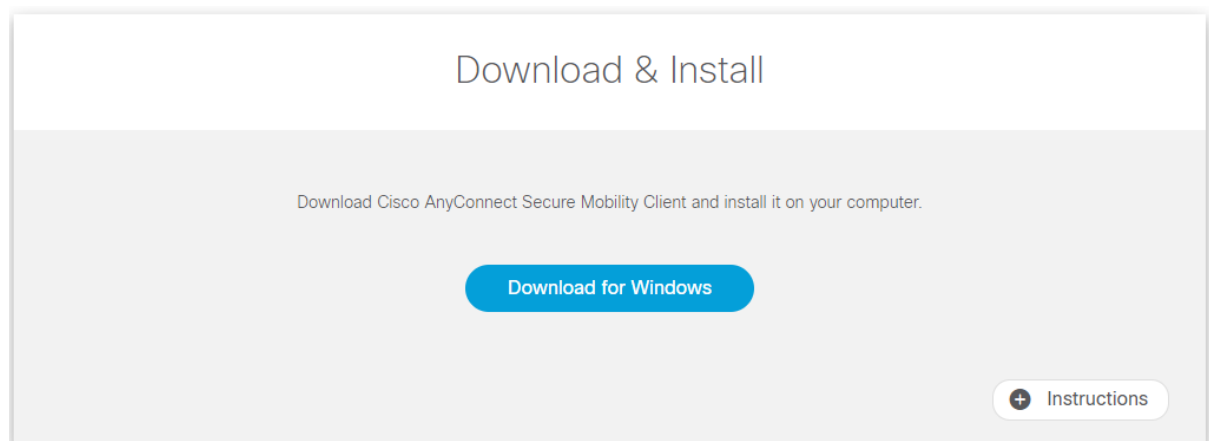 Download & Install
Download Cisco AnyConnect Secure Mobility Client and install it on your computer.
Download for Windows
Instructions